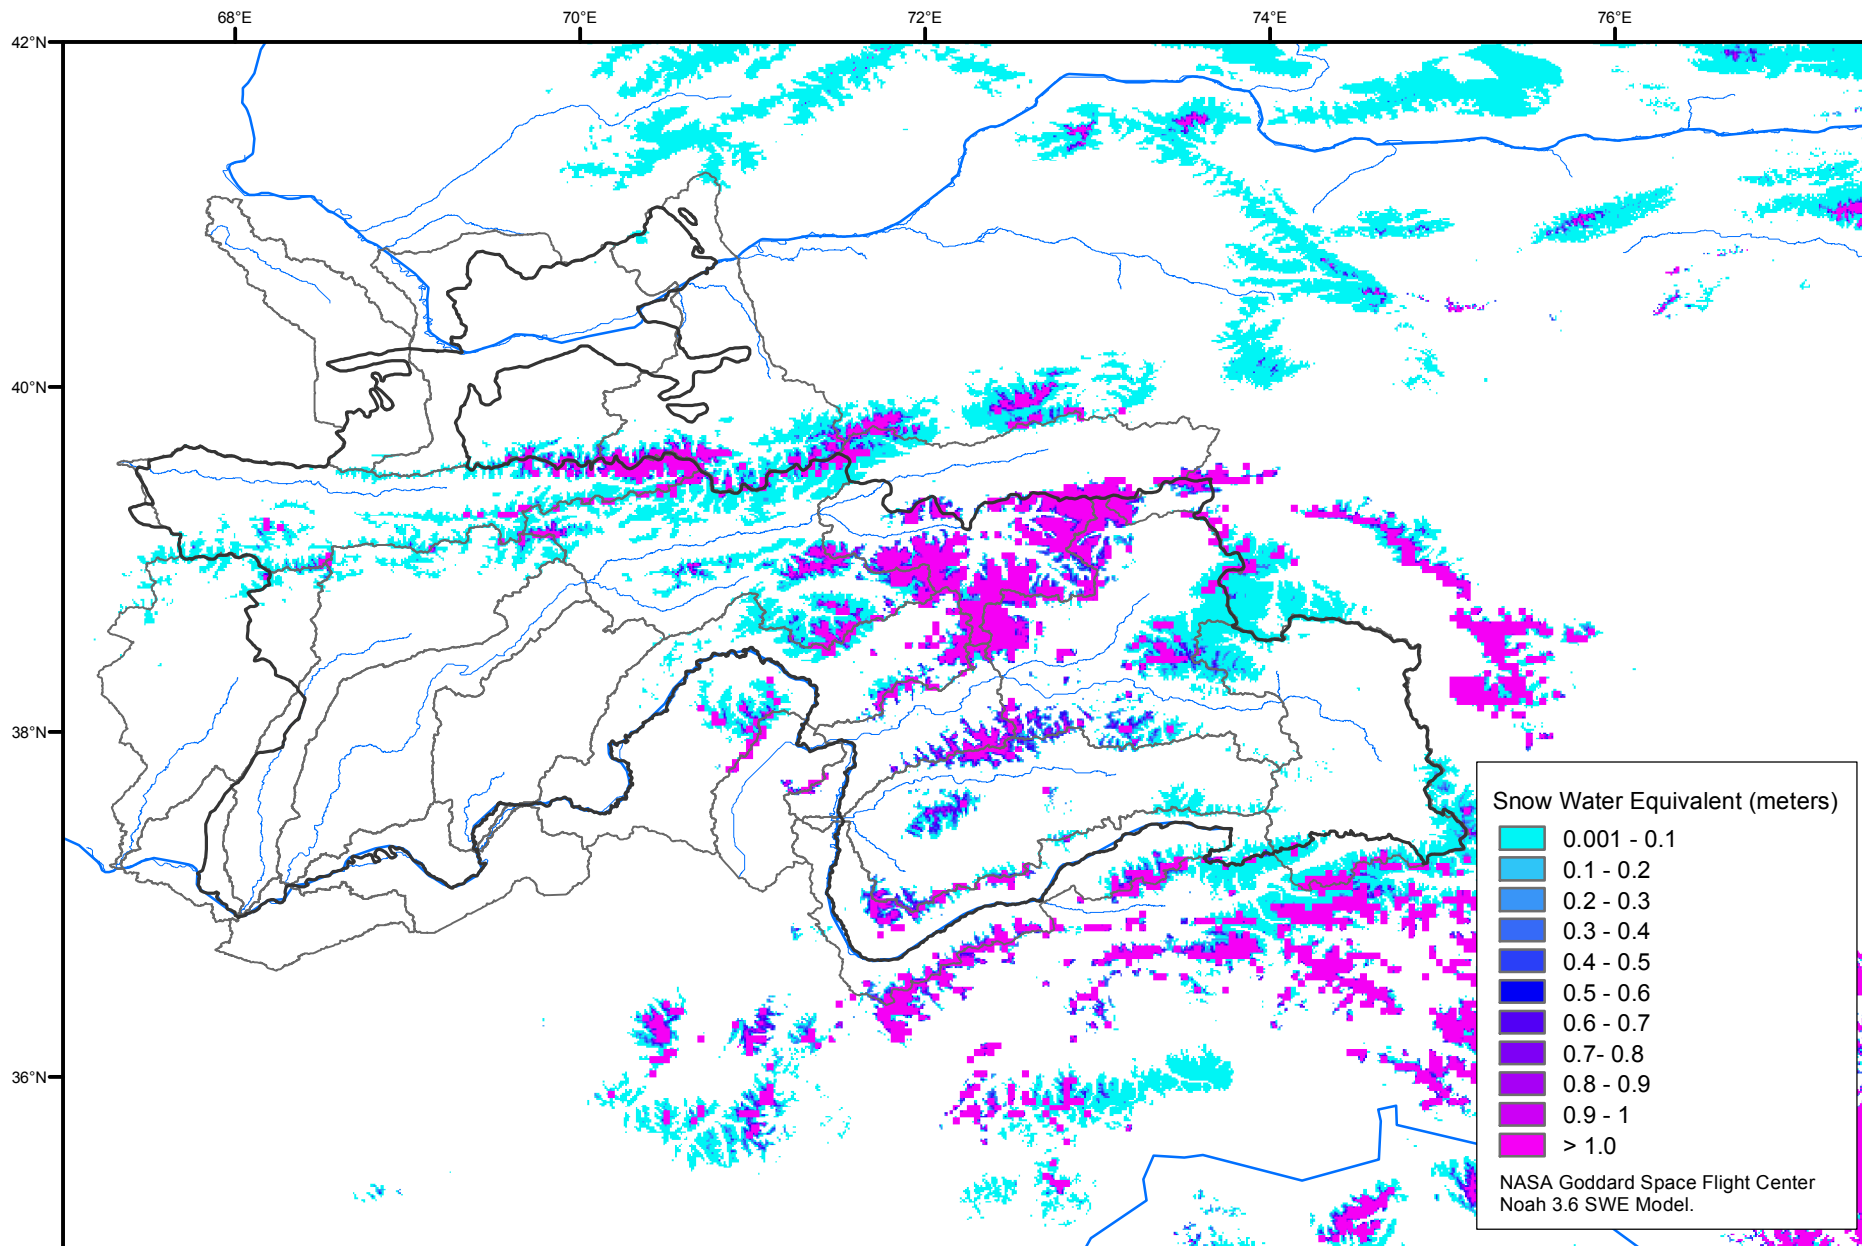 68°E 70°E 72°E 74°E 76°E
42°N
40°N
38°N
36°N
Snow Water Equivalent (meters)
0.001 - 0.1
0.1 - 0.2
0.2 - 0.3
0.3 - 0.4
0.4 - 0.5
0.5 - 0.6
0.6 - 0.7
0.7- 0.8
0.8 - 0.9
0.9 - 1
> 1.0
NASA Goddard Space Flight Center
Noah 3.6 SWE Model.